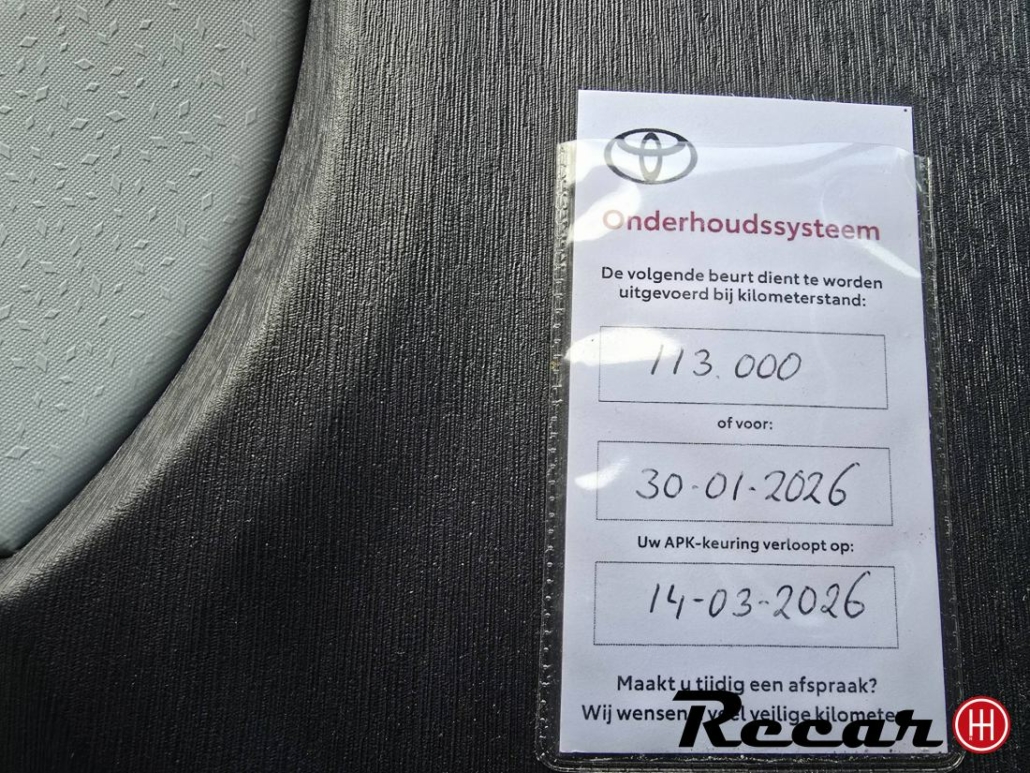 Onderhoudssysteem
De volgende beurt dient te worden
uitgevoerd bij kilometerstand:
113.000
of voor:
30-01-2026
Uw APK-keuring verloopt op:
14-03-2026
Maakt u tijdig een afspraak?
Wij wensen veilige
Recar